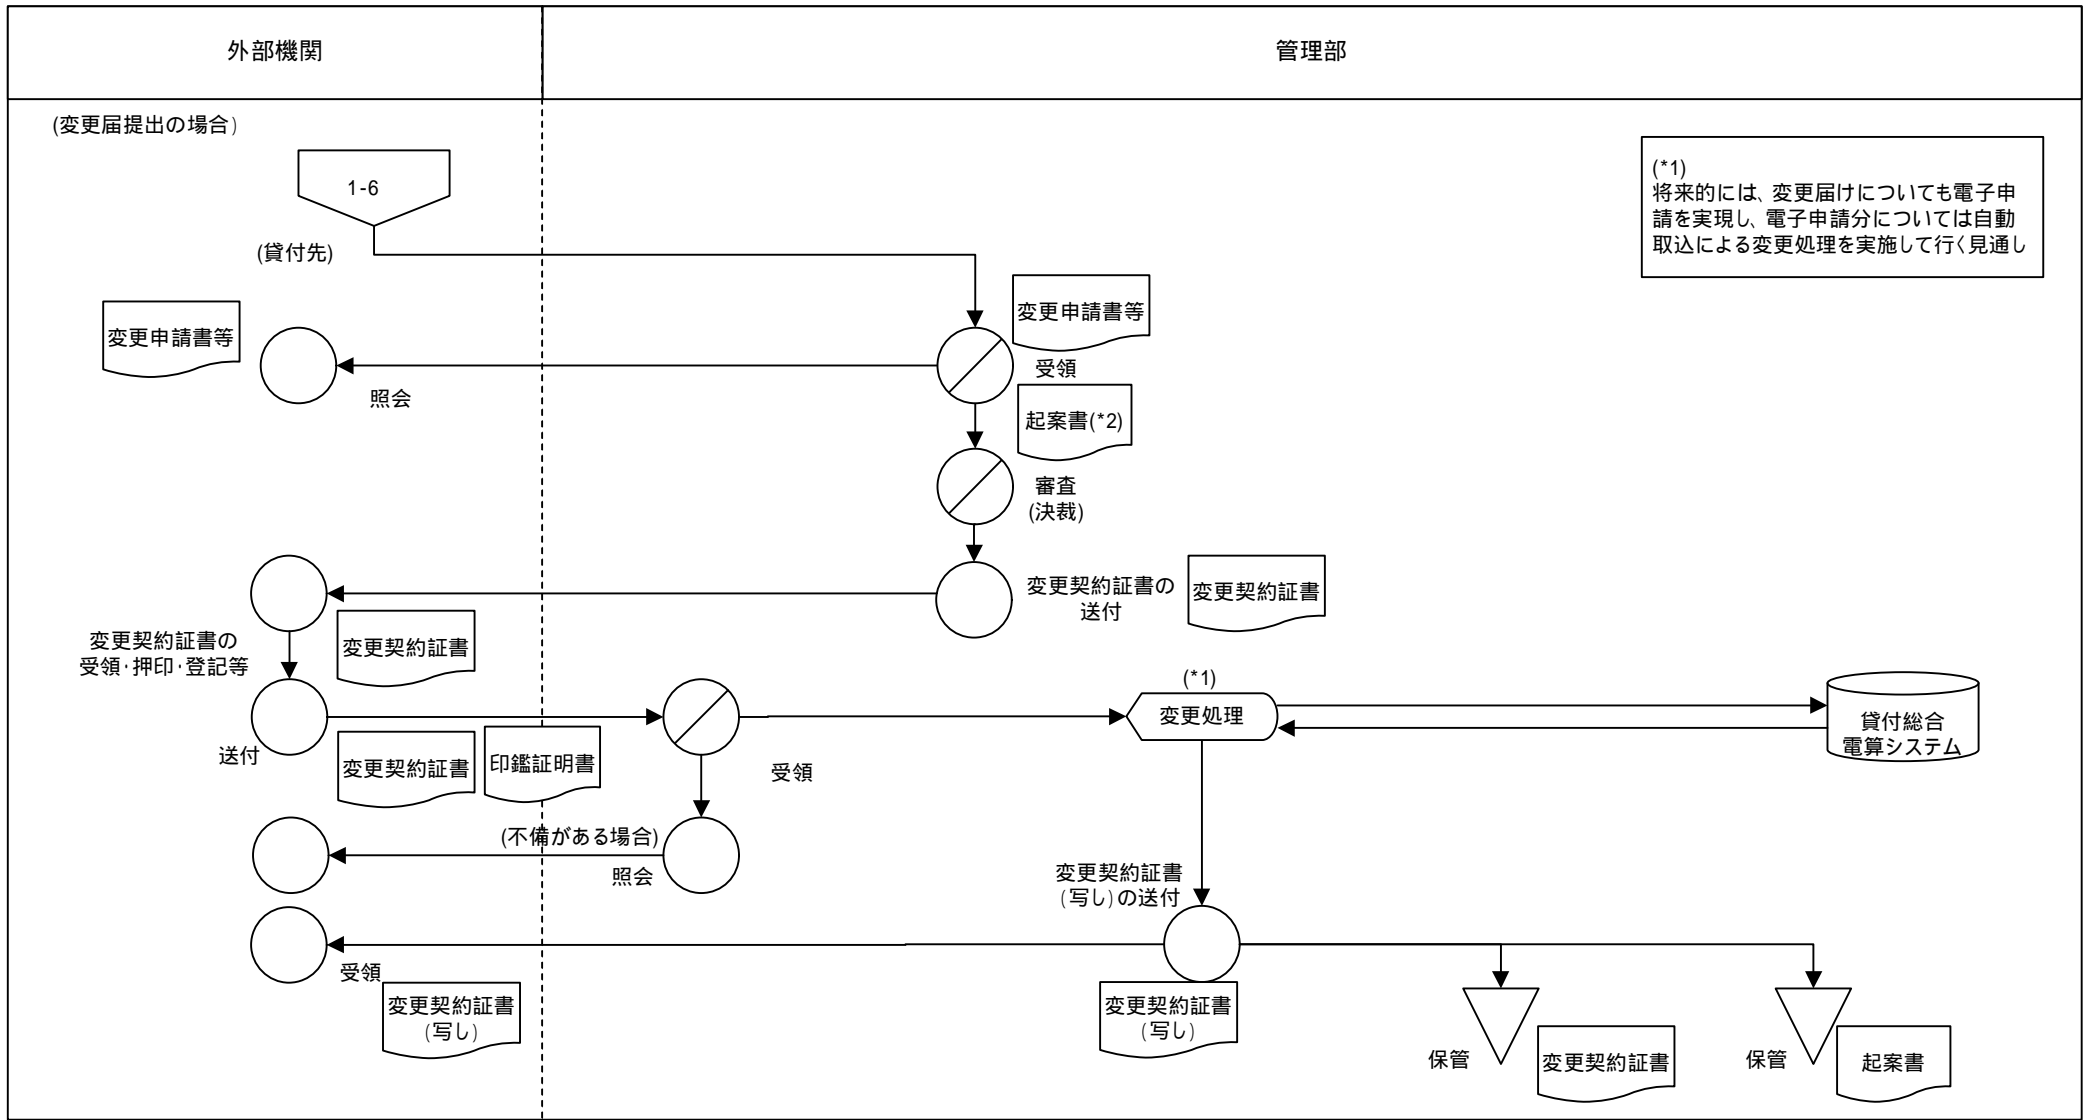 外部機関
管理部
(変更届提出の場合)
1-6
(*1)
将来的には、変更届けについても電子申
請を実現し、電子申請分については自動
取込による変更処理を実施して行く見通し
(貸付先)
変更申請書等
変更申請書等
受領
照会
起案書(*2)
審査
(決裁)
変更契約証書の
送付
変更契約証書
変更契約証書の
受領・押印・登記等
変更契約証書
(*1)
変更処理
貸付総合
電算システム
送付
変更契約証書
印鑑証明書
受領
(不備がある場合)
照会
変更契約証書
(写し)の送付
受領
変更契約証書
(写し)
変更契約証書
(写し)
保管
変更契約証書
保管
起案書